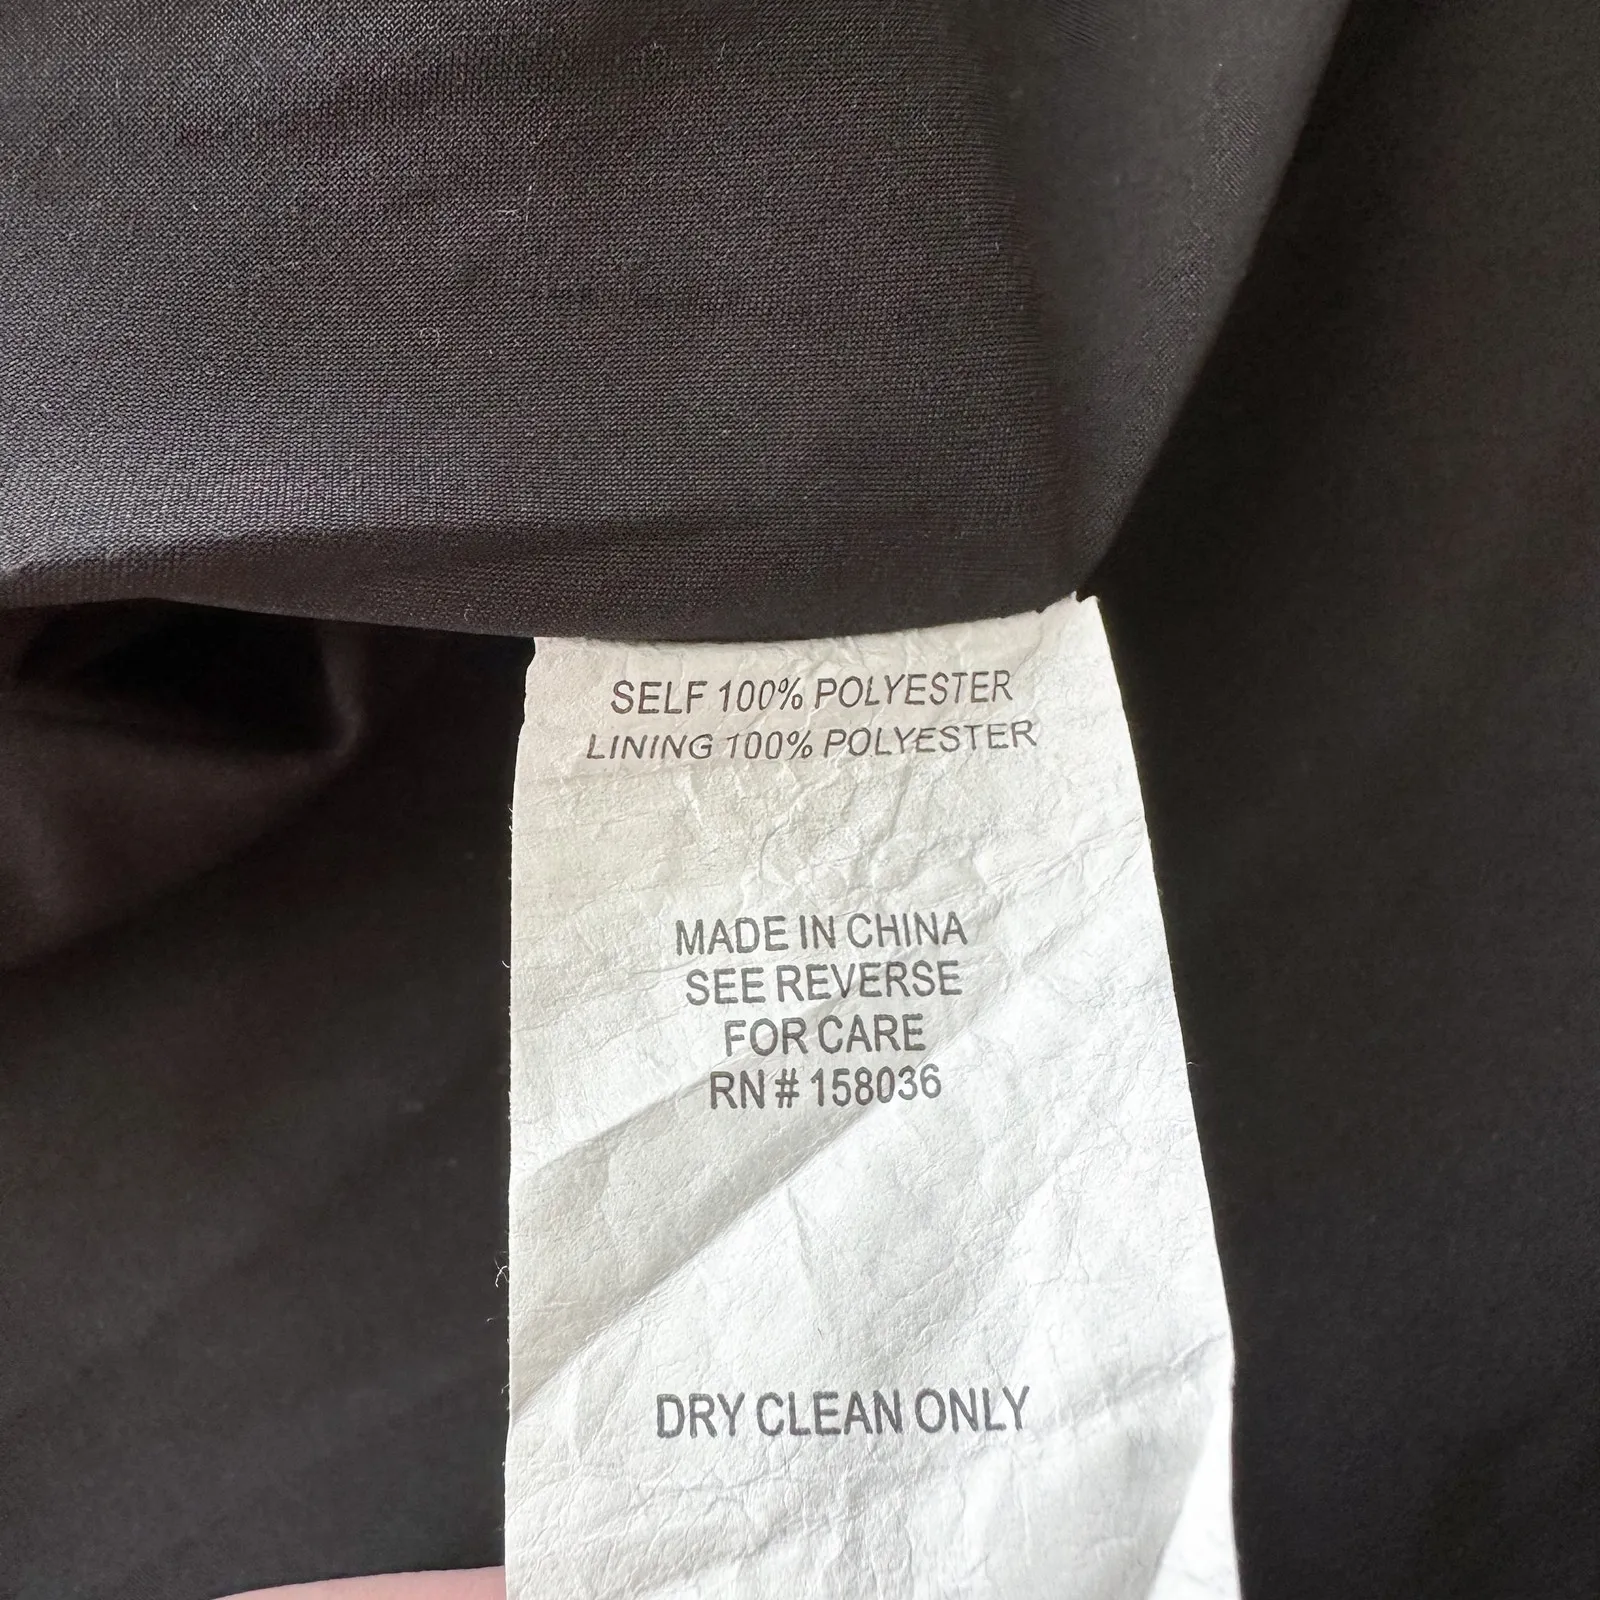 SELF 100% POLYESTER
LINING 100% POLYESTER
MADE IN CHINA
SEE REVERSE
FOR CARE
RN # 158036
DRY CLEAN ONLY